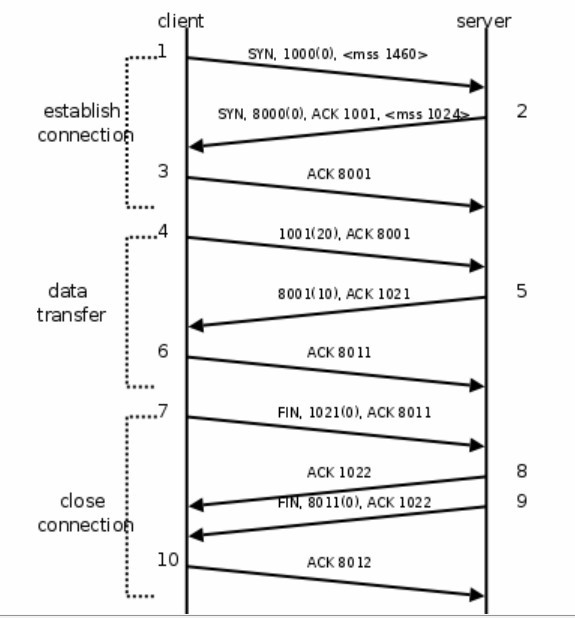 client server
1 SYN, 1000(0), <mss 1460>
establish connection
SYN, 8000(0), ACK 1001, <mss 1024> 2
3 ACK 8001
4 1001(20), ACK 8001
data transfer
8001(10), ACK 1021 5
6 ACK 8011
7 FIN, 1021(0), ACK 8011
close connection
ACK 1022 8
FIN, 8011(0), ACK 1022 9
10 ACK 8012